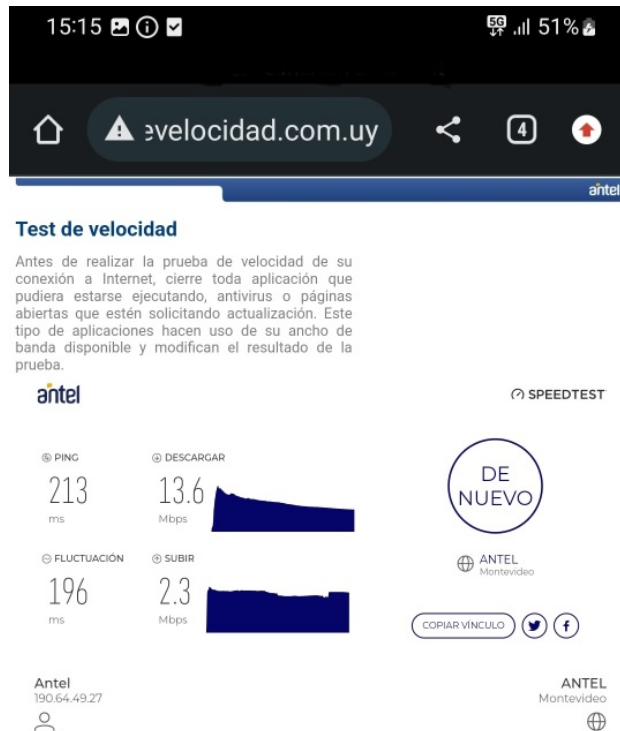 15:15
5G
51%
evelocidad.com.uy
4
antel
Test de velocidad
Antes de realizar la prueba de velocidad de su
conexión a Internet, cierre toda aplicación que
pudiera estarse ejecutando, antivirus o páginas
abiertas que estén solicitando actualización. Este
tipo de aplicaciones hacen uso de su ancho de
banda disponible y modifican el resultado de la
prueba.
antel
SPEEDTEST
PING
213
ms
DESCARGAR
13.6
Mbps
FLUCTUACIÓN
196
ms
SUBIR
2.3
Mbps
DE
NUEVO
ANTEL
Montevideo
COPIAR VÍNCULO
Antel
190.64.49.27
ANTEL
Montevideo